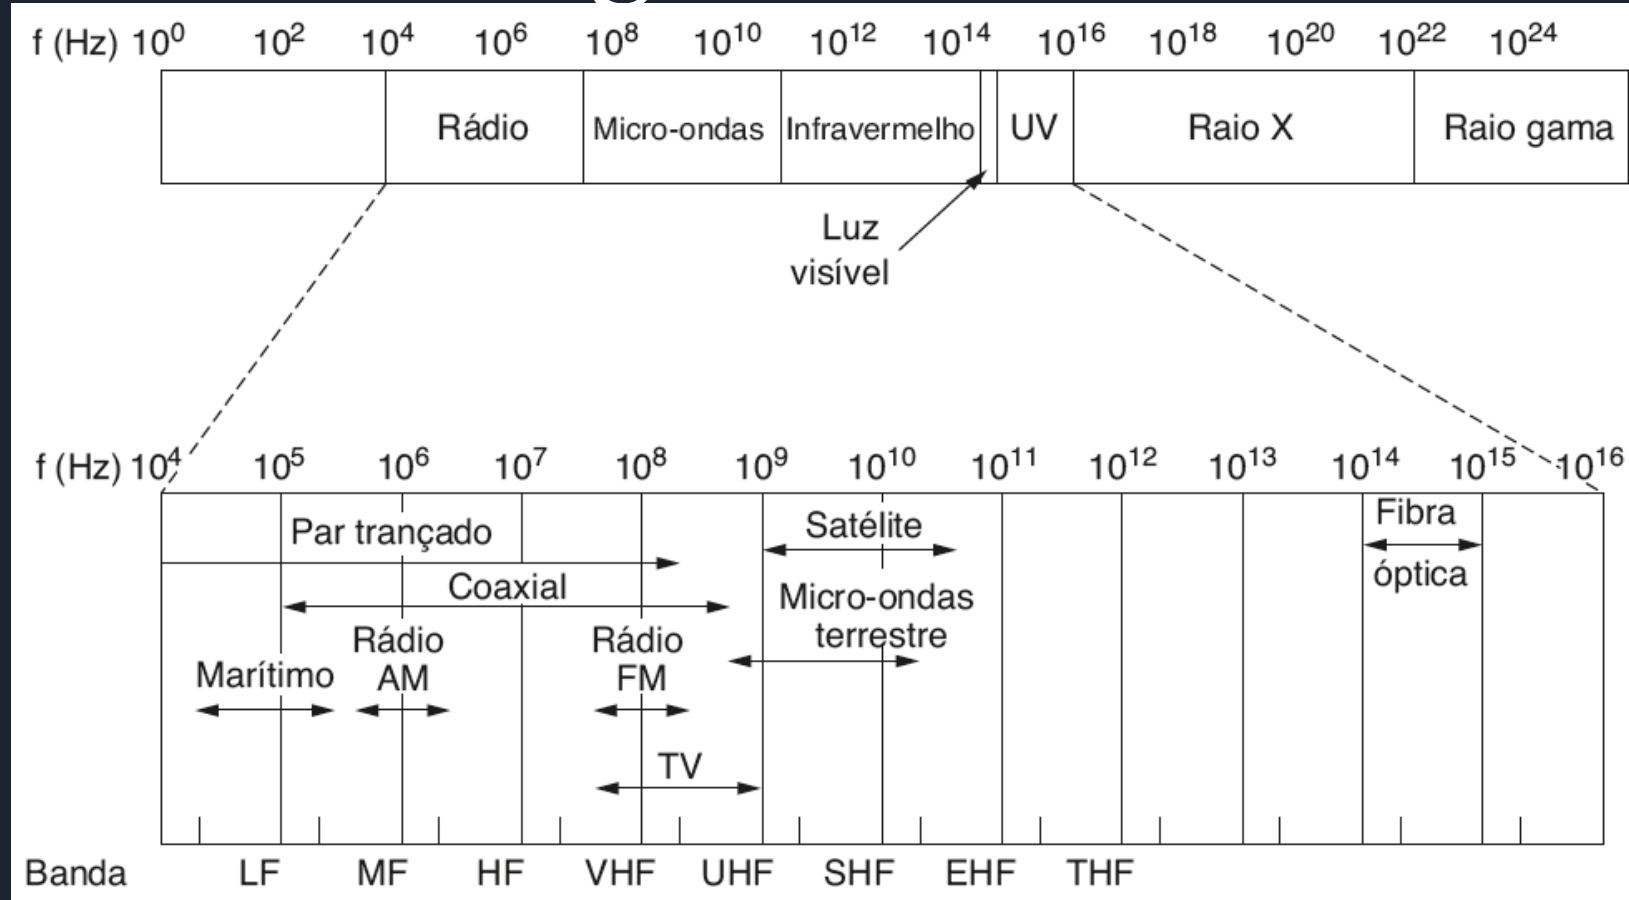 f (Hz) 10⁰ 10² 10⁴ 10⁶ 10⁸ 10¹⁰ 10¹² 10¹⁴ 10¹⁶ 10¹⁸ 10²⁰ 10²² 10²⁴
Rádio Micro-ondas Infravermelho UV Raio X Raio gama
Luz
visível
f (Hz) 10⁴ 10⁵ 10⁶ 10⁷ 10⁸ 10⁹ 10¹⁰ 10¹¹ 10¹² 10¹³ 10¹⁴ 10¹⁵ 10¹⁶
Par trançado
Satélite
Fibra
óptica
Coaxial
Micro-ondas
terrestre
Rádio
AM
Rádio
FM
Marítimo
TV
Banda LF MF HF VHF UHF SHF EHF THF